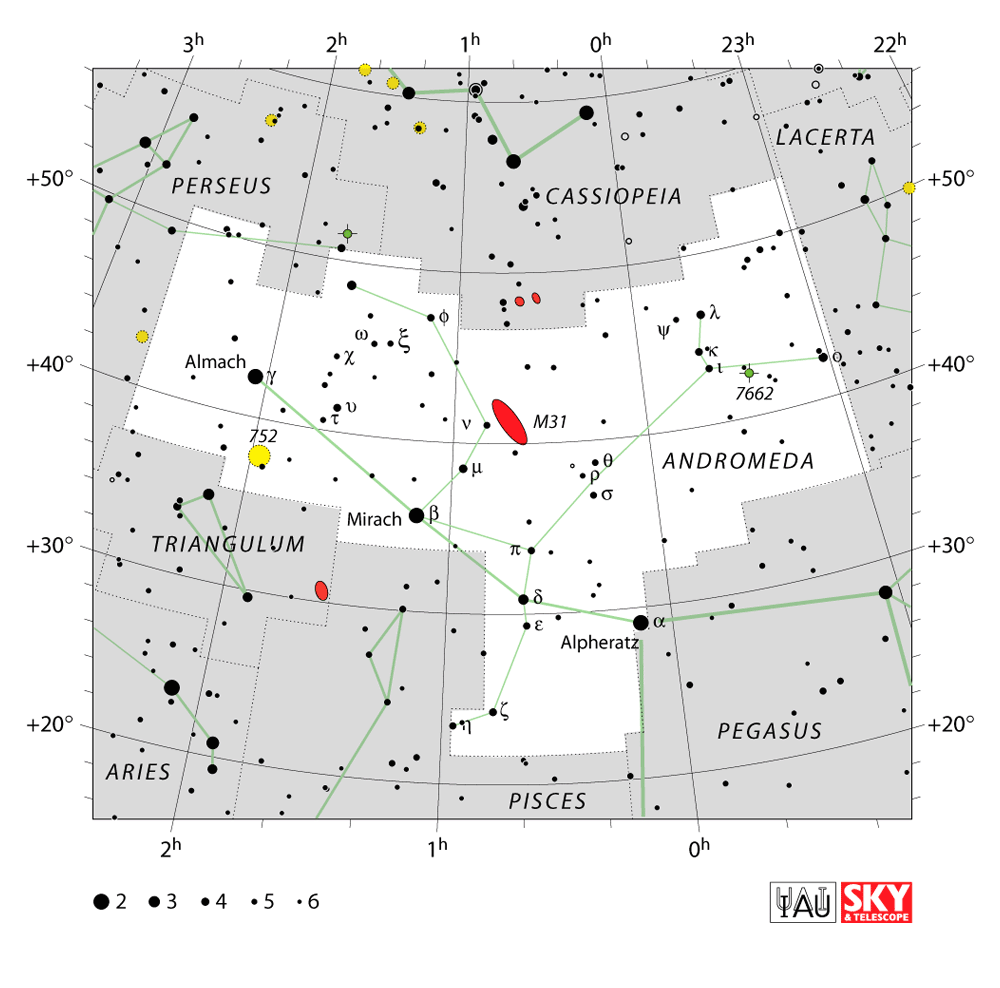 3h 2h 1h 0h 23h 22h
LACERTA
+50° +50°
PERSEUS
CASSIOPEIA
λ
ϕ
ψ
ω ξ
κ
χ
ο
+40° +40°
Almach
ι
γ
7662
υ
τ
ν
M31
752
ANDROMEDA
θ
μ
ρ
σ
Mirach β
TRIANGULUM
π
+30° +30°
δ
α
ε
Alpheratz
ζ
+20° +20°
η
PEGASUS
ARIES
PISCES
2h 1h 0h
2 3 4 5 6
IAU
SKY
& TELESCOPE